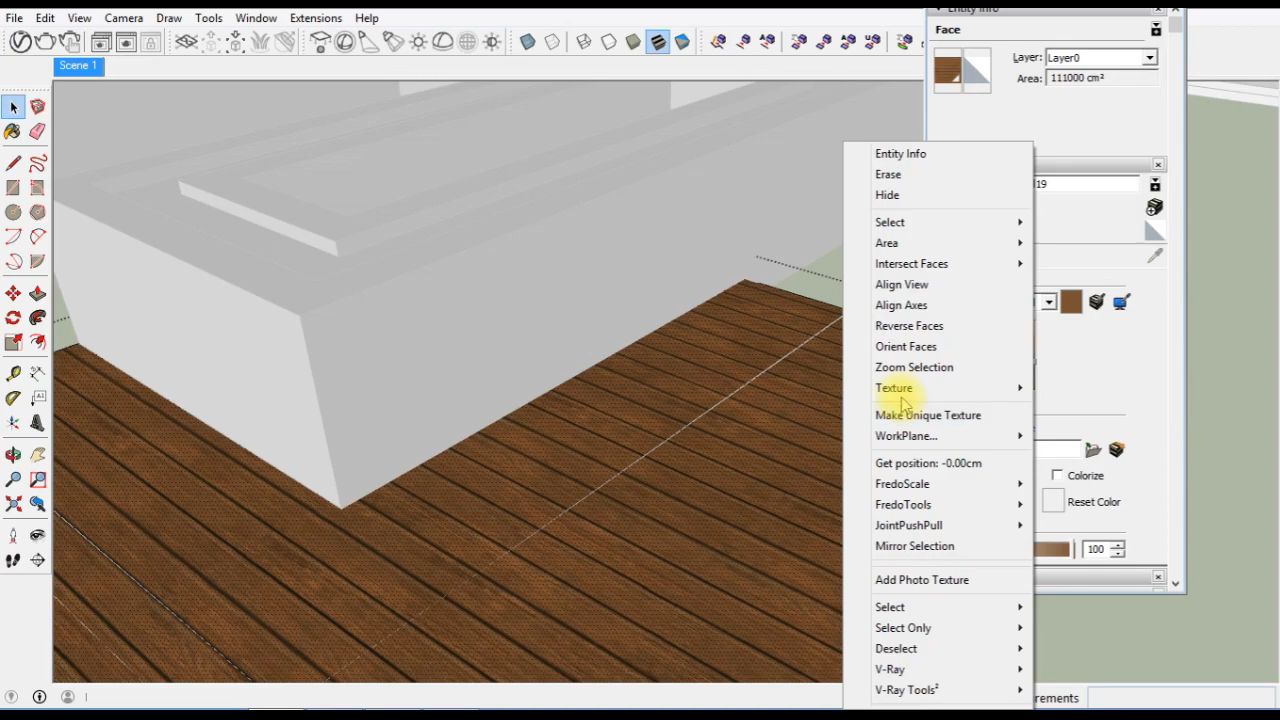 Entity Info
File Edit View Camera Draw Tools Window Extensions Help
Face
Layer: Layer0
Scene 1
Area: 111000 cm²
Entity Info
Erase
Hide
19
Select
Area
Intersect Faces
Align View
Align Axes
Reverse Faces
Orient Faces
Zoom Selection
Texture
Make Unique Texture
WorkPlane...
Get position: -0.00cm
Colorize
FredoScale
Reset Color
FredoTools
JointPushPull
Mirror Selection
100
Add Photo Texture
Select
Select Only
Deselect
V-Ray
V-Ray Tools²
rements